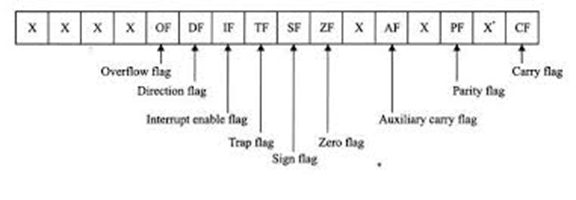 X X X X OF DF IF TF SF ZF X AF X PF X CF
Overflow flag
Carry flag
Direction flag
Parity flag
Interrupt enable flag
Auxiliary carry flag
Trap flag
Zero flag
Sign flag